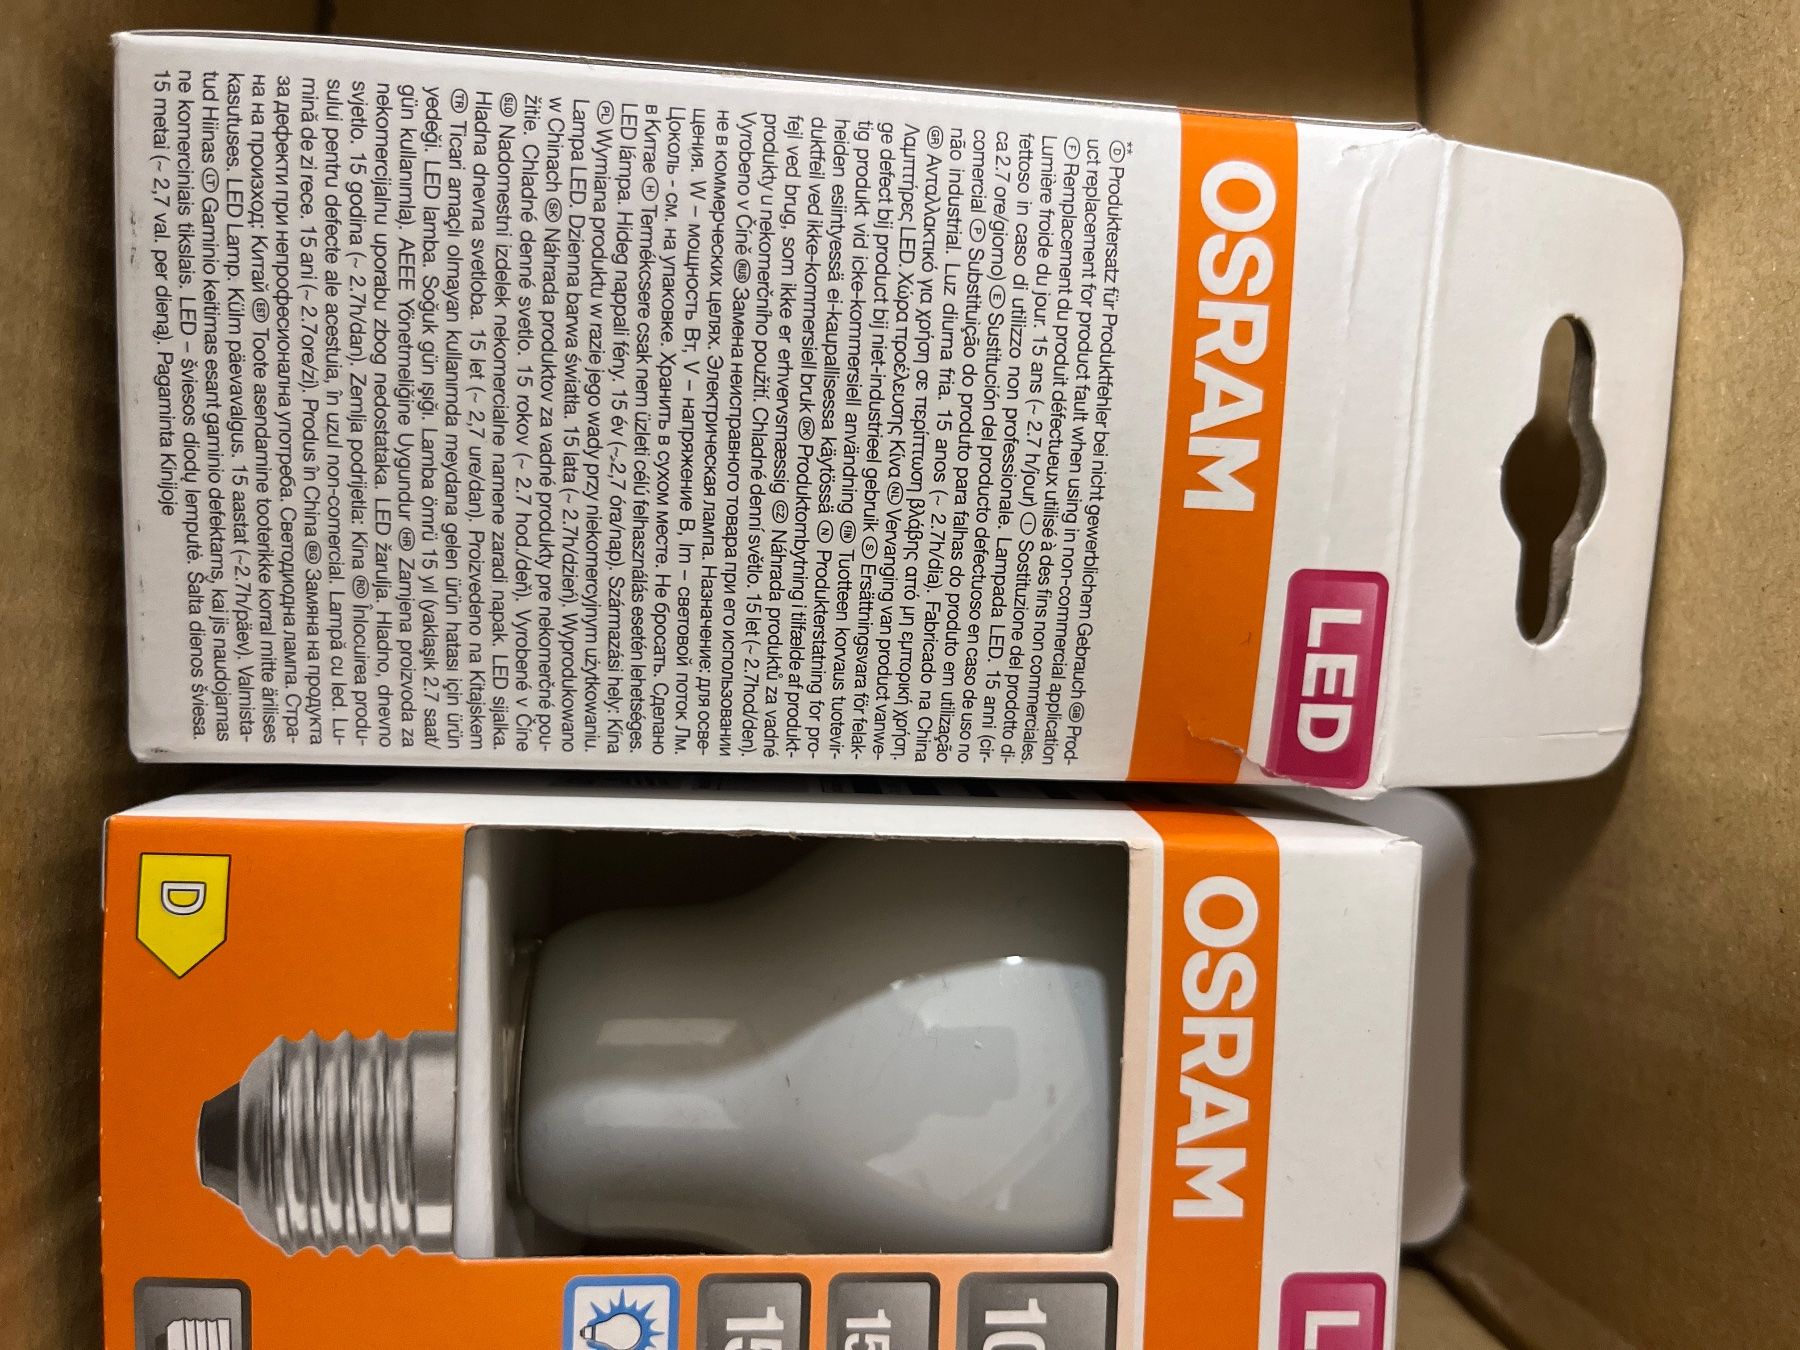 OSRAM
LED
** Ⓓ Produktersatz für Produktfehler bei nicht gewerblichem Gebrauch GB Prod-
uct replacement for product fault when using in non-commercial application
Ⓕ Remplacement du produit défectueux utilisé à des fins non commerciales.
Lumière froide du jour. 15 ans (~ 2.7 h/jour) Ⓘ Sostituzione del prodotto di-
fettoso in caso di utilizzo non professionale. Lampada LED. 15 anni (cir-
ca 2.7 ore/giorno) Ⓔ Sustitución del producto defectuoso en caso de uso no
comercial Ⓟ Substituição do produto para falhas do produto em utilização
não industrial. Luz diurna fria. 15 anos (~ 2.7h/dia). Fabricado na China
GR Ανταλλακτικό για χρήση σε περίπτωση βλάβης από μη εμπορική χρήση.
Λαμπτήρες LED. Χώρα προέλευσης Κίνα NL Vervanging van product vanwe-
ge defect bij product bij niet-industrieel gebruik Ⓢ Ersättningsvara för felak-
tig produkt vid icke-kommersiell användning FIN Tuotteen korvaus tuotevir-
heiden esiintyessä ei-kaupallisessa käytössä Ⓝ Produkterstatning for pro-
duktfeil ved ikke-kommersiell bruk DK Produktombytning i tilfælde af produkt-
fejl ved brug, som ikke er erhvervsmæssig CZ Náhrada produktů za vadné
produkty u nekomerčního použití. Chladné denní světlo. 15 let (~ 2.7hod/den).
Vyrobeno v Číně RUS Замена неисправного товара при его использовании
не в коммерческих целях. Электрическая лампа. Назначение: для осве-
щения. W – мощность Вт, V – напряжение В, lm – световой поток Лм.
Цоколь - см. на упаковке. Хранить в сухом месте. Не бросать. Сделано
в Китае Ⓗ Termékcsere csak nem üzleti célú felhasználás esetén lehetséges.
LED lámpa. Hideg nappali fény. 15 év (~2,7 óra/nap). Származási hely: Kína
PL Wymiana produktu w razie jego wady przy niekomercyjnym użytkowaniu.
Lampa LED. Dzienna barwa światła. 15 lata (~ 2.7h/dzień). Wyprodukowano
w Chinach SK Náhrada produktov za vadné produkty pre nekomerčné pou-
žitie. Chladné denné svetlo. 15 rokov (~ 2.7 hod./deň). Vyrobené v Číne
SLO Nadomestni izdelek nekomercialne namene zaradi napak. LED sijalka.
Hladna dnevna svetloba. 15 let (~ 2,7 ure/dan). Proizvedeno na Kitajskem
TR Ticari amaçlı olmayan kullanımda meydana gelen ürün hatası için ürün
yedeği. LED lamba. Soğuk gün ışığı. Lamba ömrü 15 yıl (yaklaşık 2.7 saat/
gün kullanımla). AEEE Yönetmeliğine Uygundur HR Zamjena proizvoda za
nekomercijalnu uporabu zbog nedostataka. LED žarulja. Hladno, dnevno
svjetlo. 15 godina (~ 2.7h/dan). Zemlja podrijetla: Kina RO Înlocuirea produ-
sului pentru defecte ale acestuia, în uzul non-comercial. Lampă cu led. Lu-
mină de zi rece. 15 ani (~ 2.7ore/zi). Produs în China BG Замяна на продукта
за дефекти при непрофесионална употреба. Светодиодна лампа. Стра-
на на произход: Китай EST Toote asendamine tooterikke korral mitte ärilises
kasutuses. LED Lamp. Külm päevavalgus. 15 aastat (~2.7h/päev). Valmista-
tud Hiinas LT Gaminio keitimas esant gaminio defektams, kai jis naudojamas
ne komerciniais tikslais. LED – šviesos diodų lemputė. Šalta dienos šviesa.
15 metai (~ 2,7 val. per dieną). Pagaminta Kinijoje
OSRAM
L
10
15
15
D